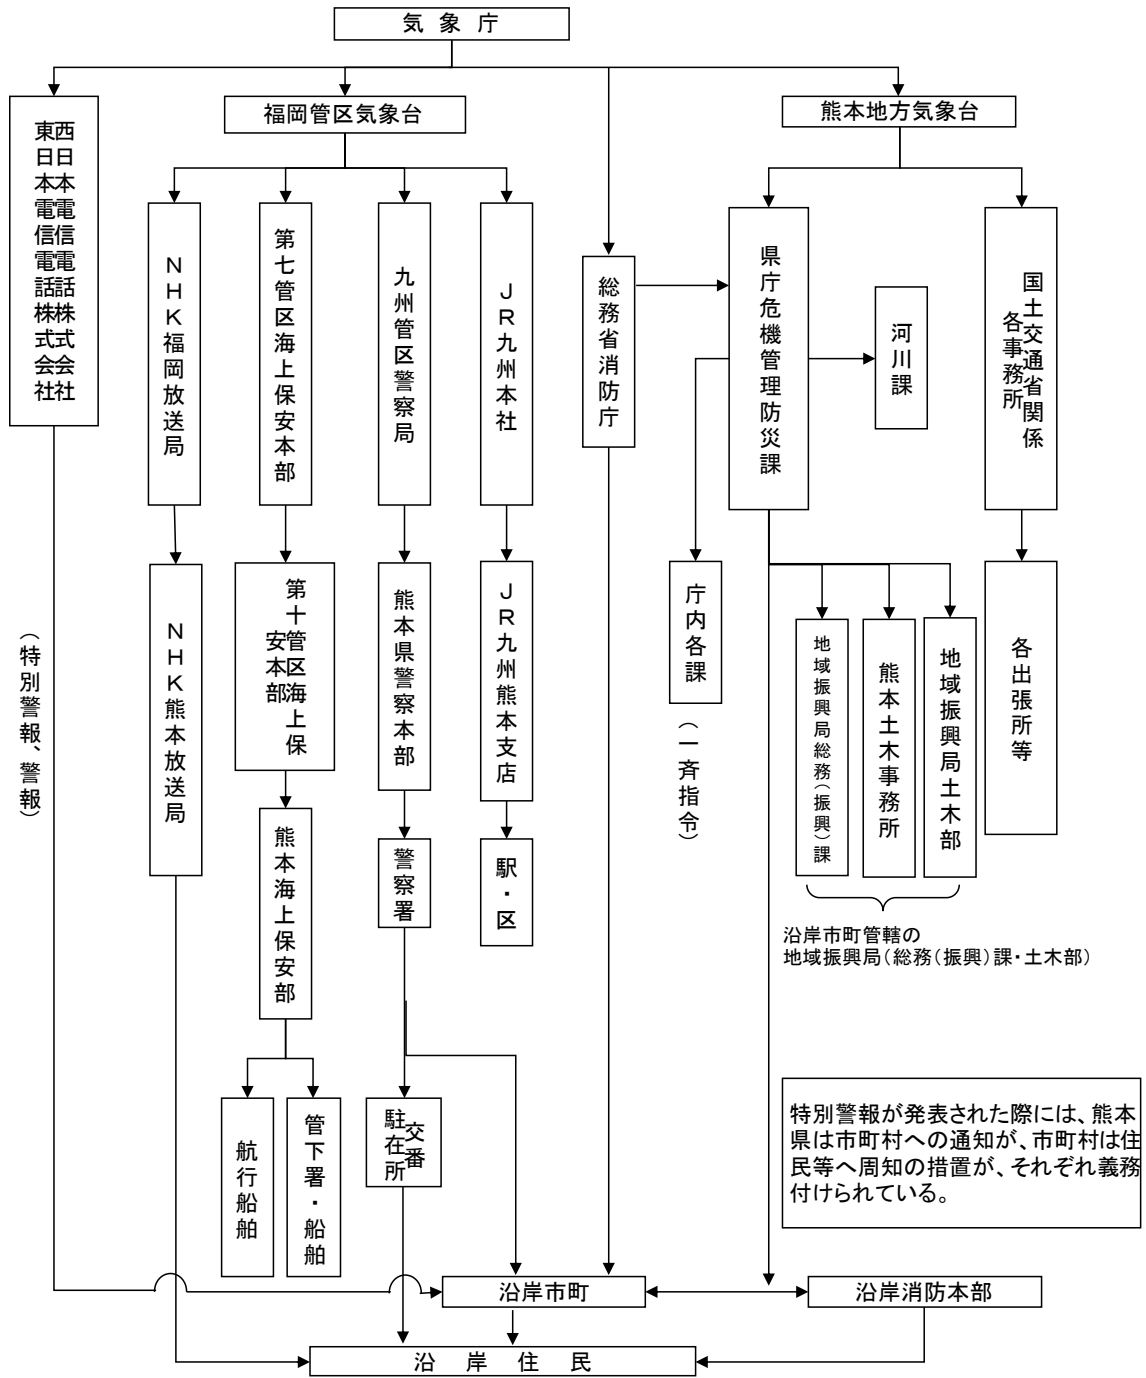 気象庁
福岡管区気象台
熊本地方気象台
西日本電信電話株式会社
東日本電信電話株式会社
NHK福岡放送局
第七管区海上保安本部
九州管区警察局
JR九州本社
総務省消防庁
県庁危機管理防災課
河川課
国土交通省関係
各事務所
NHK熊本放送局
第十管区海上保
安本部
熊本県警察本部
JR九州熊本支店
庁内各課
(一斉指令)
地域振興局総務(振興)課
熊本土木事務所
地域振興局土木部
各出張所等
(特別警報、警報)
熊本海上保安部
警察署
駅・区
沿岸市町管轄の
地域振興局(総務(振興)課・土木部)
航行船舶
管下署・船舶
交番
駐在所
特別警報が発表された際には、熊本
県は市町村への通知が、市町村は住
民等へ周知の措置が、それぞれ義務
付けられている。
沿岸市町
沿岸消防本部
沿岸住民